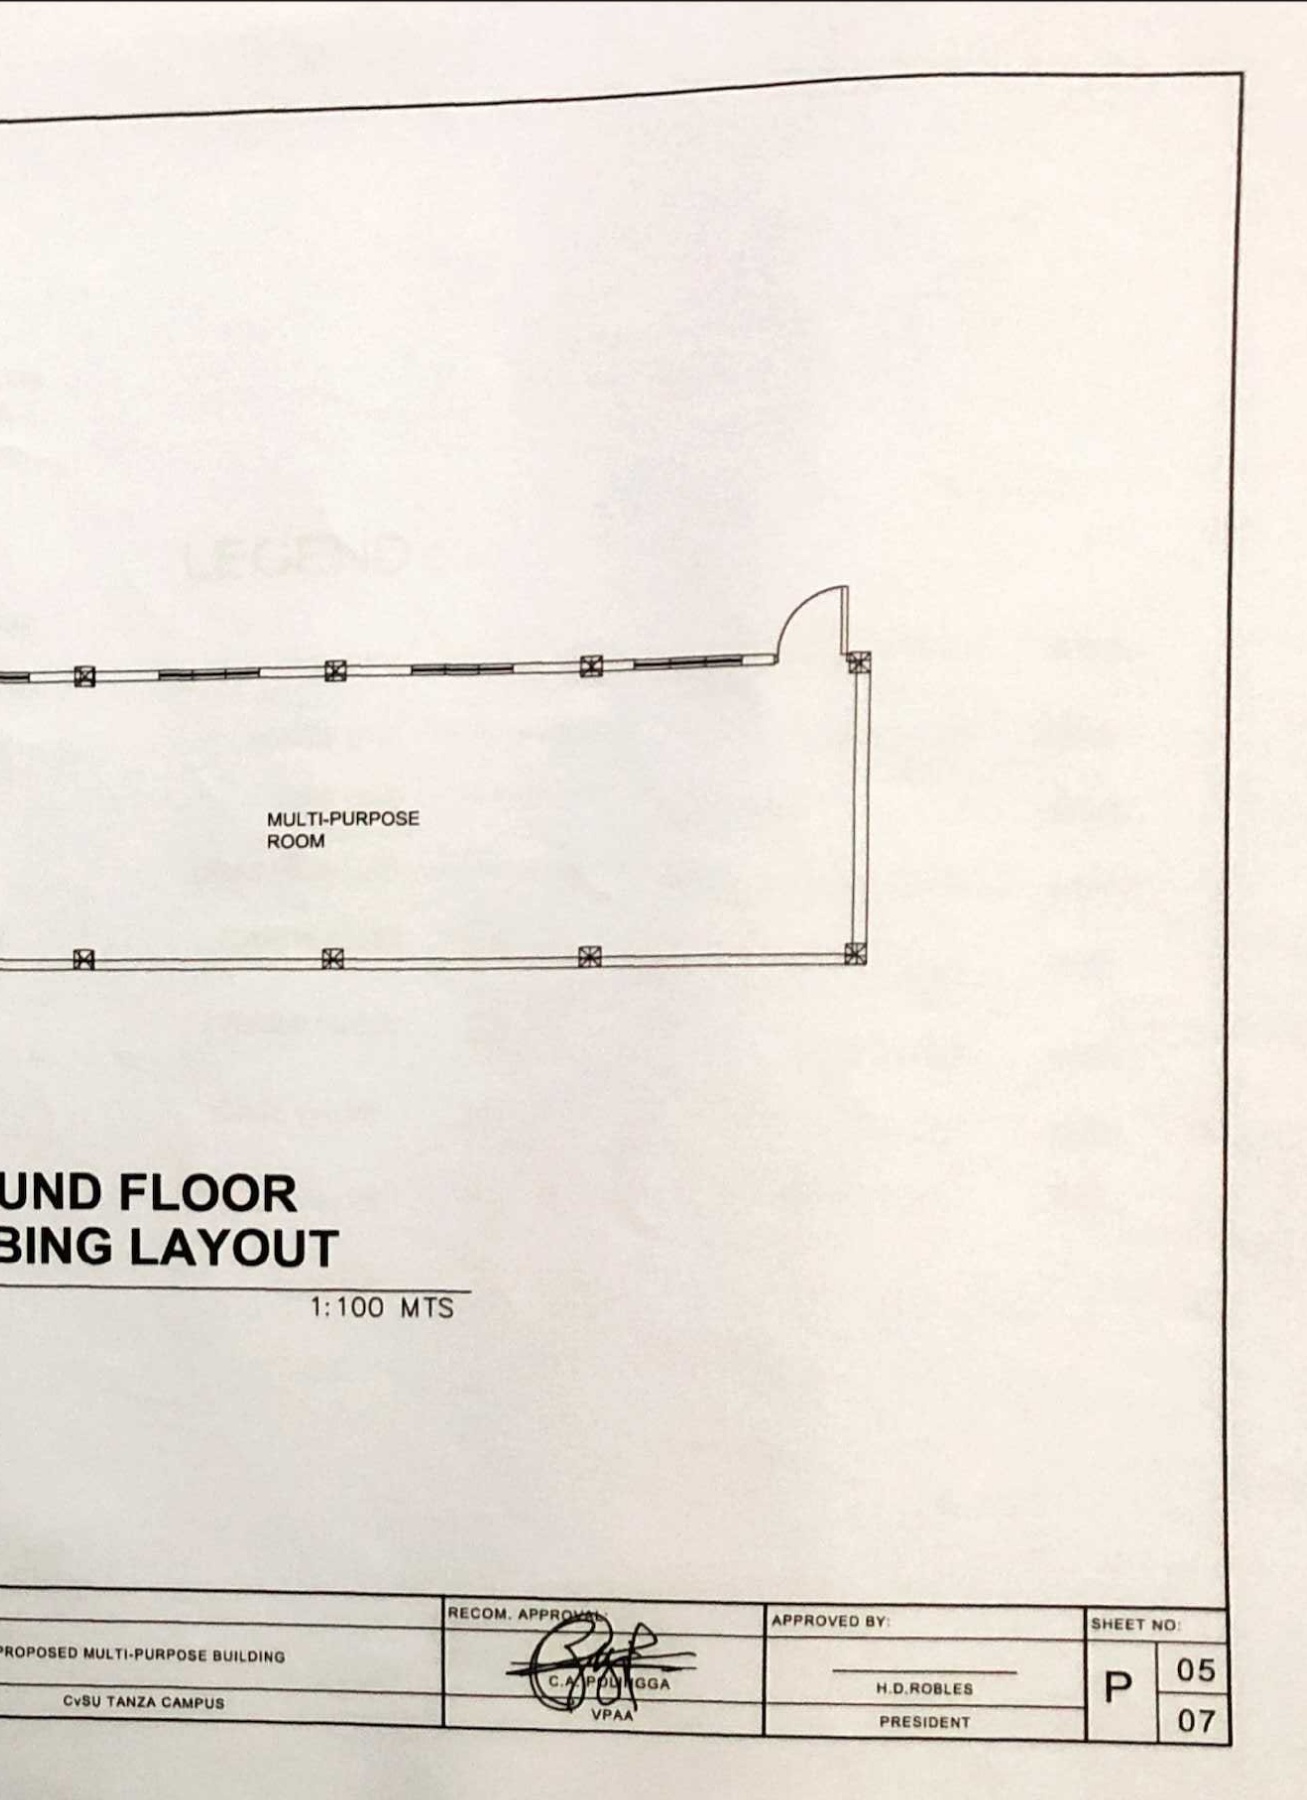 LEGEND
MULTI-PURPOSE
ROOM
UND FLOOR
BING LAYOUT
1:100 MTS
PROPOSED MULTI-PURPOSE BUILDING
CvSU TANZA CAMPUS
RECOM. APPROVAL:
C.A. POLINGGA
VPAA
APPROVED BY:
H.D.ROBLES
PRESIDENT
SHEET NO:
P
05
07